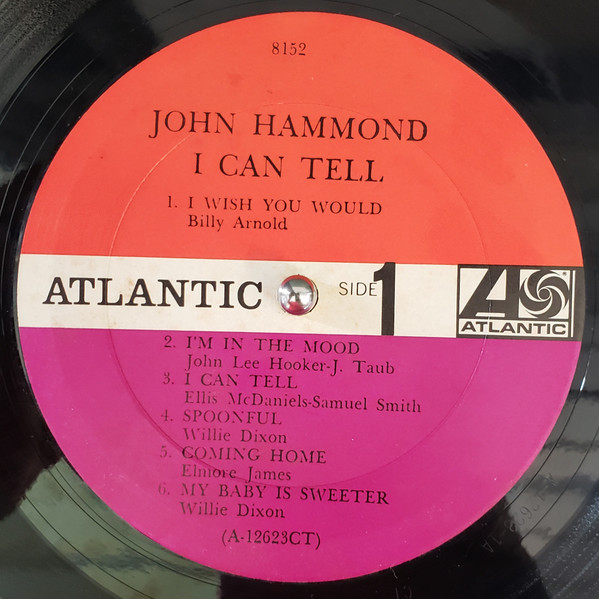 8152
JOHN HAMMOND
I CAN TELL
1. I WISH YOU WOULD
Billy Arnold
ATLANTIC SIDE 1 ATLANTIC
2. I'M IN THE MOOD
John Lee Hooker-J. Taub
3. I CAN TELL
Ellis McDaniels-Samuel Smith
4. SPOONFUL
Willie Dixon
5. COMING HOME
Elmore James
6. MY BABY IS SWEETER
Willie Dixon
(A-12623CT)